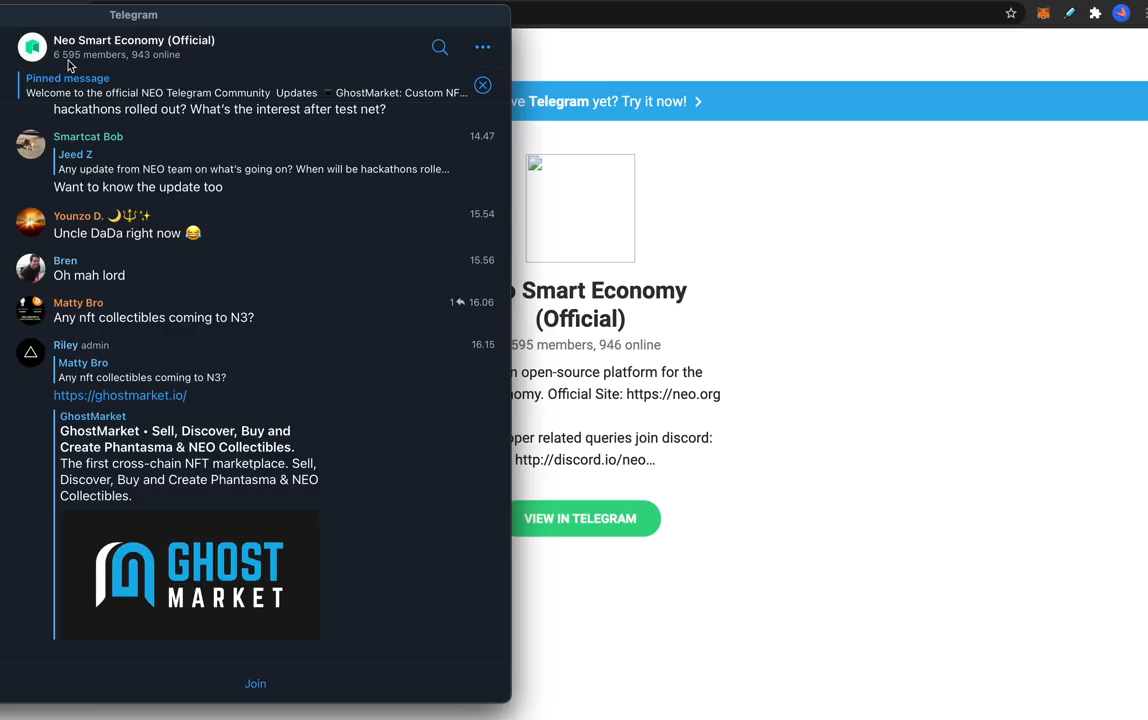 Telegram
Neo Smart Economy (Official)
6 595 members, 943 online
Pinned message
Welcome to the official NEO Telegram Community Updates 📱 GhostMarket: Custom NF...
hackathons rolled out? What's the interest after test net?
Smartcat Bob 14.47
Jeed Z
Any update from NEO team on what's going on? When will be hackathons rolle...
Want to know the update too
Younzo D. 🌙🔱✨ 15.54
Uncle DaDa right now 😂
Bren 15.56
Oh mah lord
Matty Bro 1 16.06
Any nft collectibles coming to N3?
Riley admin 16.15
Matty Bro
Any nft collectibles coming to N3?
https://ghostmarket.io/
GhostMarket
GhostMarket • Sell, Discover, Buy and
Create Phantasma & NEO Collectibles.
The first cross-chain NFT marketplace. Sell,
Discover, Buy and Create Phantasma & NEO
Collectibles.
GHOST
MARKET
Join
ve Telegram yet? Try it now!
o Smart Economy
(Official)
595 members, 946 online
n open-source platform for the
omy. Official Site: https://neo.org
oper related queries join discord:
http://discord.io/neo…
VIEW IN TELEGRAM